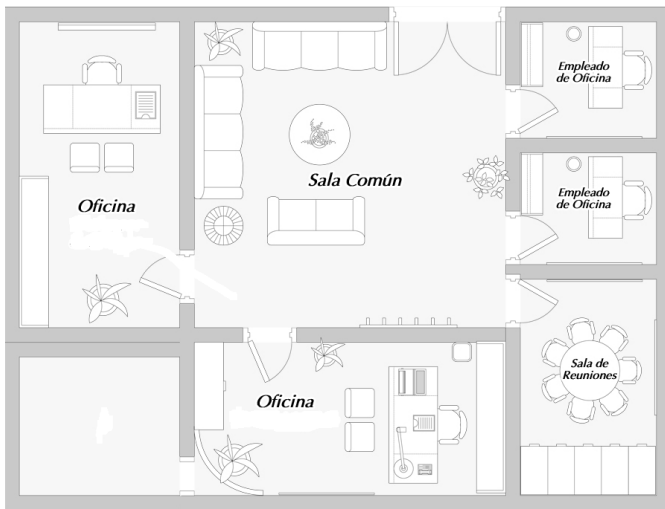 Empleado
de Oficina
Sala Común
Empleado
de Oficina
Oficina
Sala de
Reuniones
Oficina